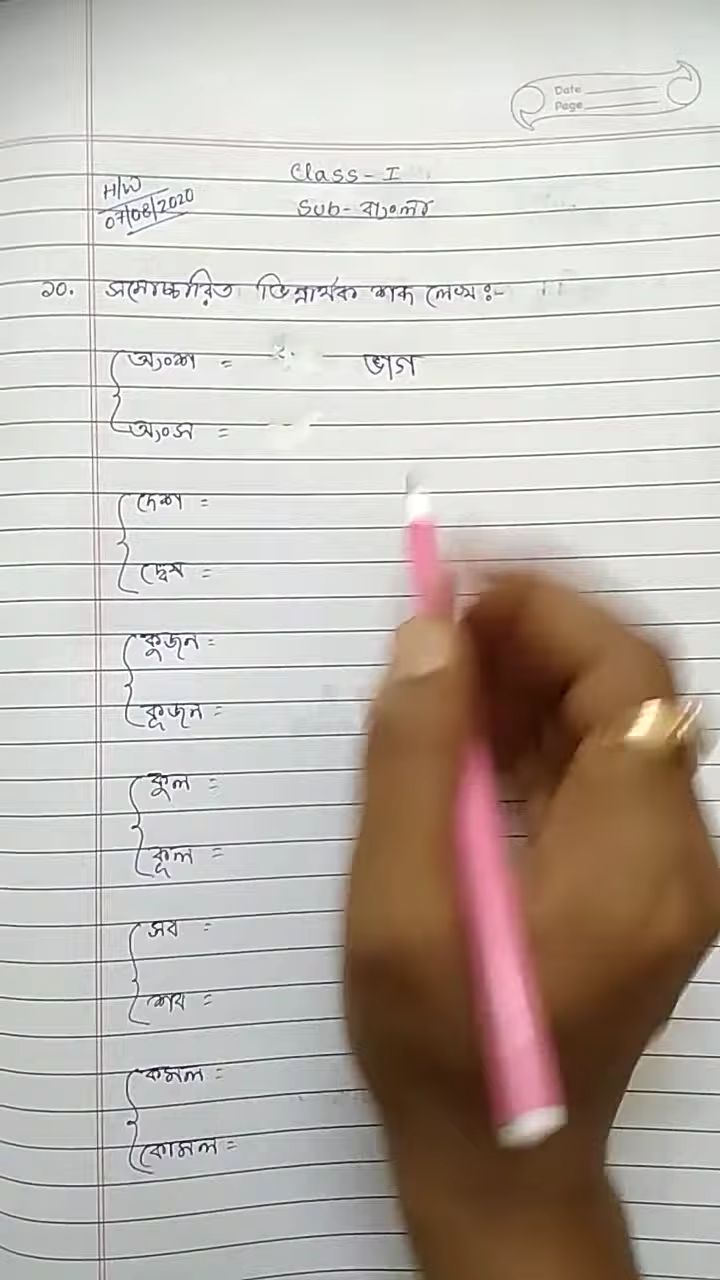 Date
Page
Class - I
H/W
07/08/2020
Sub - বাংলা
১০. সমোচ্চারিত ভিন্নার্থক শব্দ লেখ :-
অংশ = ভাগ
অংস =
দেশ =
দ্বেষ =
কুজন =
কূজন =
কুল =
কূল =
সব =
শব =
কমল =
কোমল =